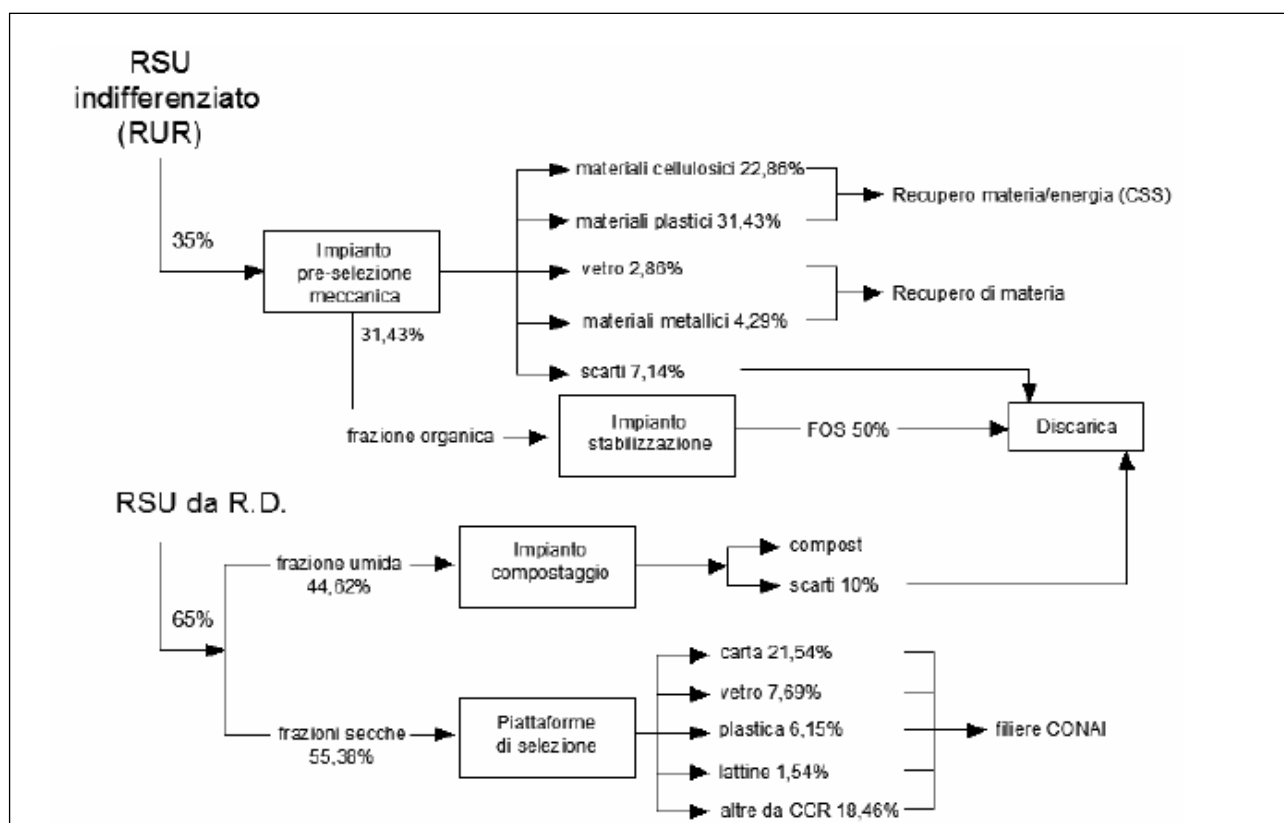 RSU
indifferenziato
(RUR)
35%
Impianto
pre-selezione
meccanica
31,43%
materiali cellulosici 22,86%
materiali plastici 31,43%
Recupero materia/energia (CSS)
vetro 2,86%
materiali metallici 4,29%
Recupero di materia
scarti 7,14%
frazione organica
Impianto
stabilizzazione
FOS 50%
Discarica
RSU da R.D.
65%
frazione umida
44,62%
Impianto
compostaggio
compost
scarti 10%
frazioni secche
55,38%
Piattaforme
di selezione
carta 21,54%
vetro 7,69%
plastica 6,15%
lattine 1,54%
altre da CCR 18,46%
filiere CONAI